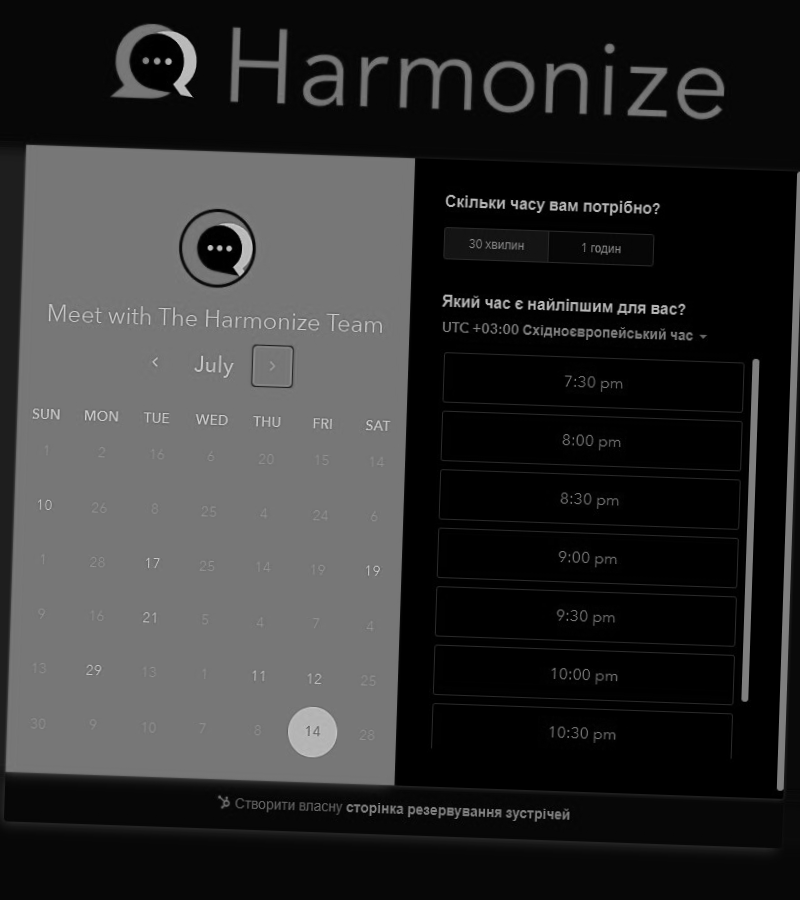 Harmonize
Meet with The Harmonize Team
July
SUN MON TUE WED THU FRI SAT
1 2 16 6 20 15 14
10 26 8 25 4 24 6
1 28 17 25 14 19 19
9 16 21 5 4 7 4
13 29 13 1 11 12 25
30 9 10 7 8 14 28
Скільки часу вам потрібно?
30 хвилин 1 годин
Який час є найліпшим для вас?
UTC +03:00 Східноєвропейський час
7:30 pm
8:00 pm
8:30 pm
9:00 pm
9:30 pm
10:00 pm
10:30 pm
Створити власну сторінка резервування зустрічей